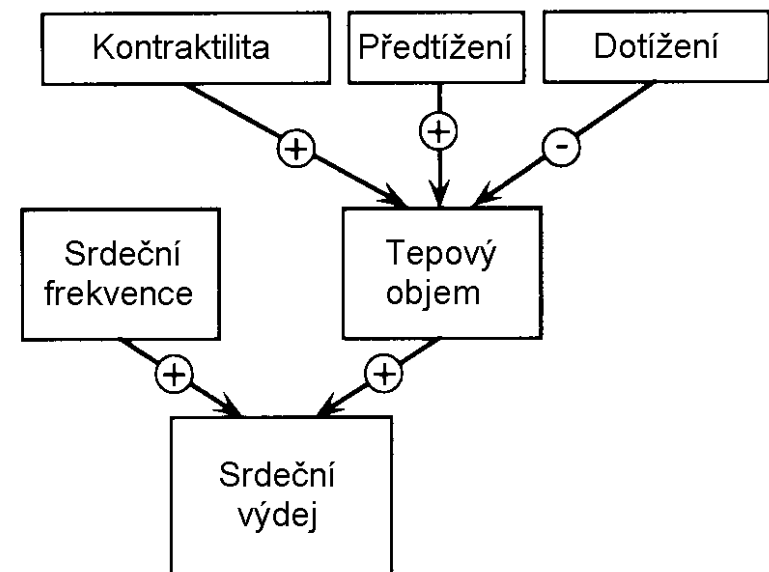 Kontraktilita
Předtížení
Dotížení
+
+
-
Srdeční
frekvence
Tepový
objem
+
+
Srdeční
výdej